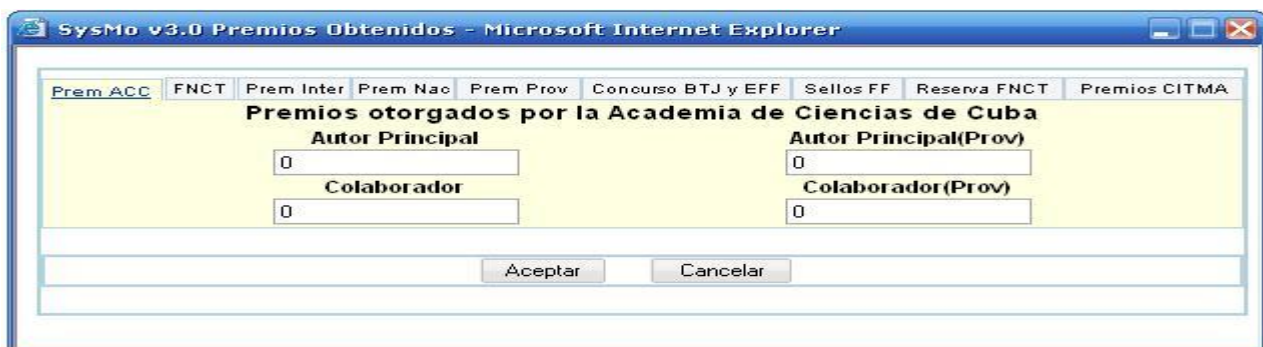 SysMo v3.0 Premios Obtenidos - Microsoft Internet Explorer
Prem ACC FNCT Prem Inter Prem Nac Prem Prov Concurso BTJ y EFF Sellos FF Reserva FNCT Premios CITMA
Premios otorgados por la Academia de Ciencias de Cuba
Autor Principal Autor Principal(Prov)
0 0
Colaborador Colaborador(Prov)
0 0
Aceptar Cancelar